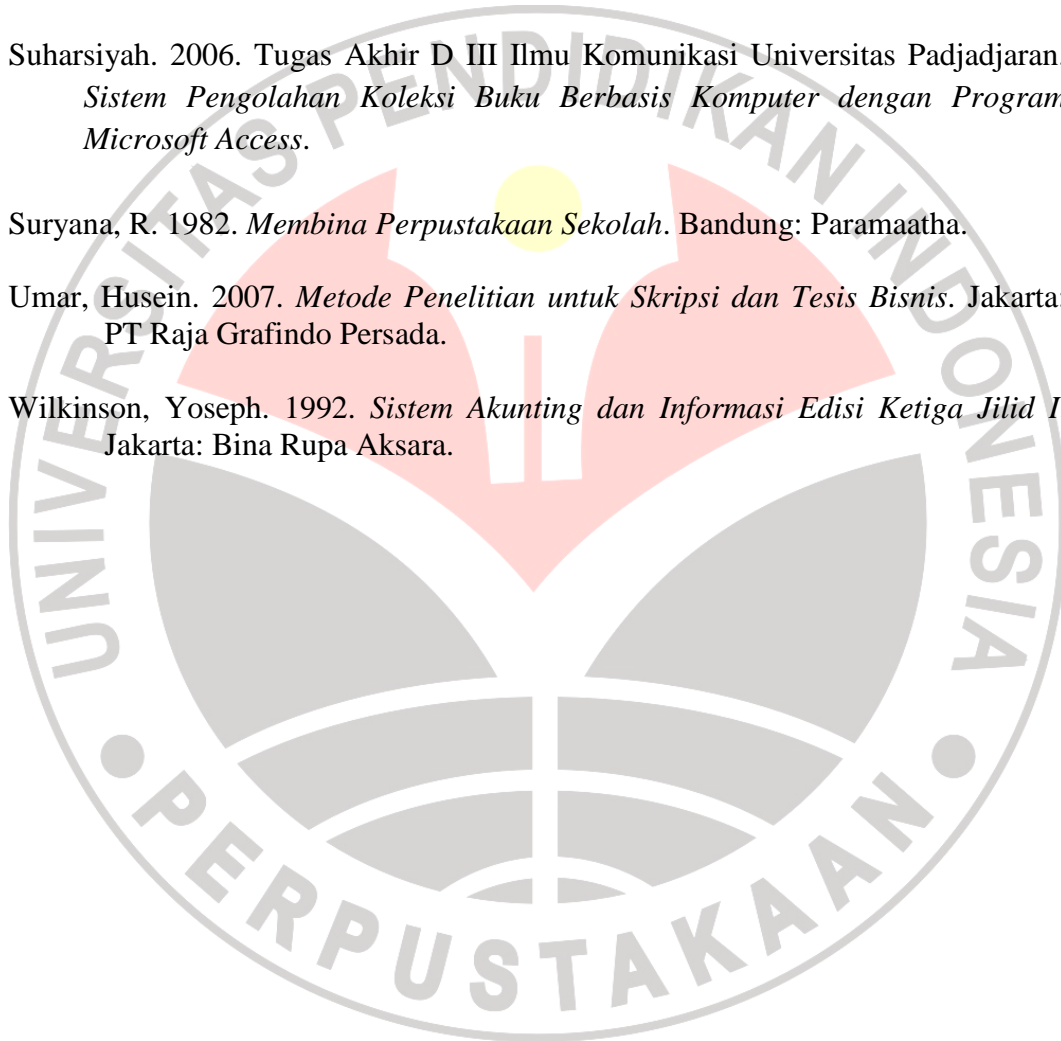 Suharsiyah. 2006. Tugas Akhir D III Ilmu Komunikasi Universitas Padjadjaran.
Sistem Pengolahan Koleksi Buku Berbasis Komputer dengan Program
Microsoft Access.
Suryana, R. 1982. Membina Perpustakaan Sekolah. Bandung: Paramaatha.
Umar, Husein. 2007. Metode Penelitian untuk Skripsi dan Tesis Bisnis. Jakarta:
PT Raja Grafindo Persada.
Wilkinson, Yoseph. 1992. Sistem Akunting dan Informasi Edisi Ketiga Jilid I
Jakarta: Bina Rupa Aksara.
UNIVERSITAS PENDIDIKAN INDONESIA
PERPUSTAKAAN